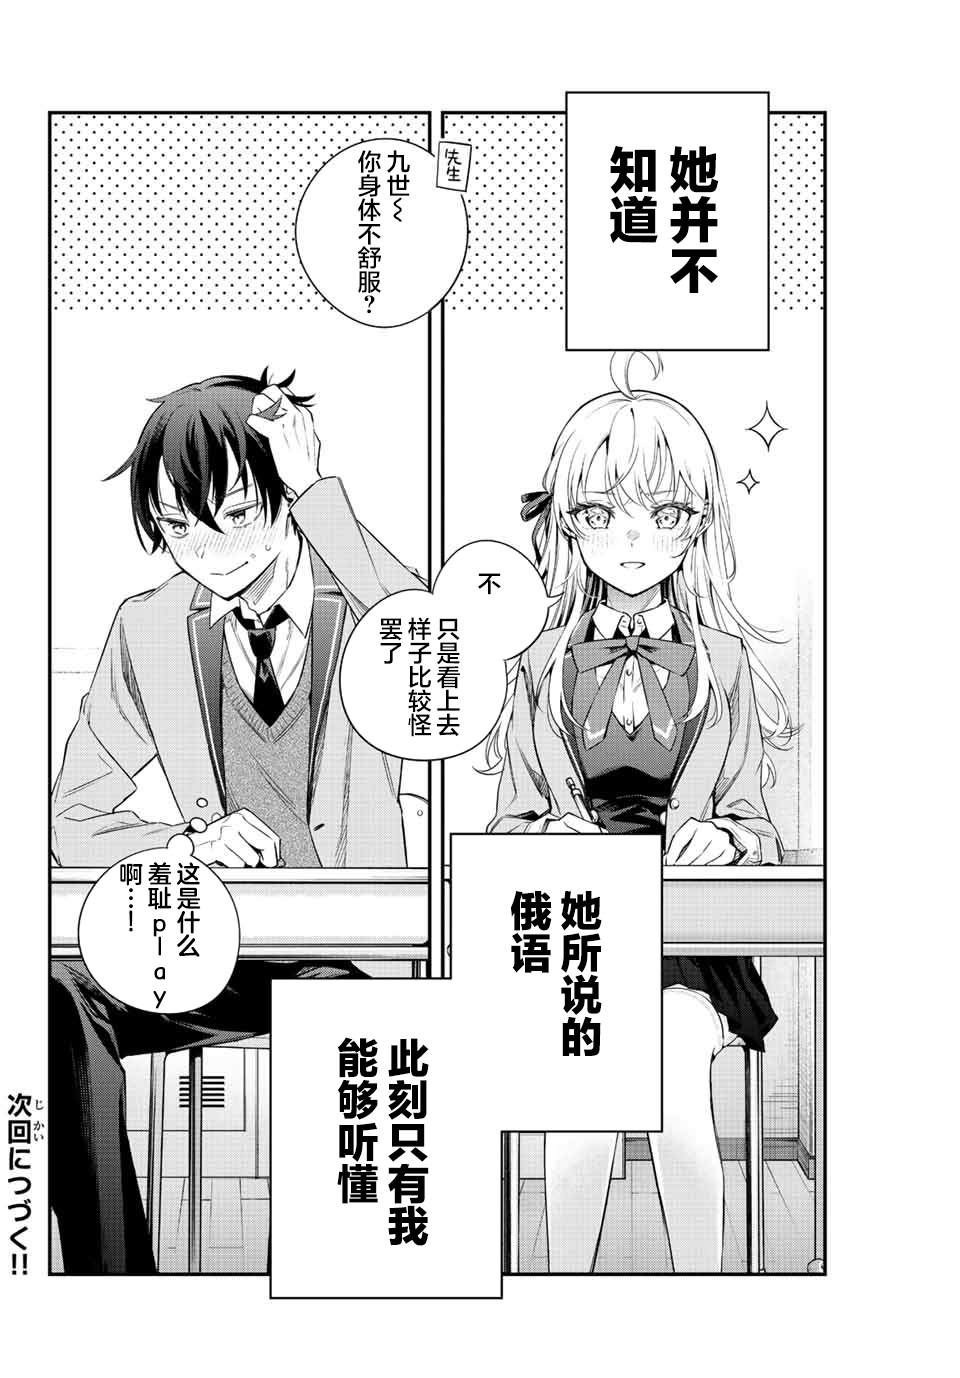 她并不
知道
先生
九世～
你身体不舒服?
不
只是看上去
样子比较怪
罢了
她所说的
俄语
这是什么
羞耻play
啊…!
此刻只有我
能够听懂
次回につづく!!
じかい